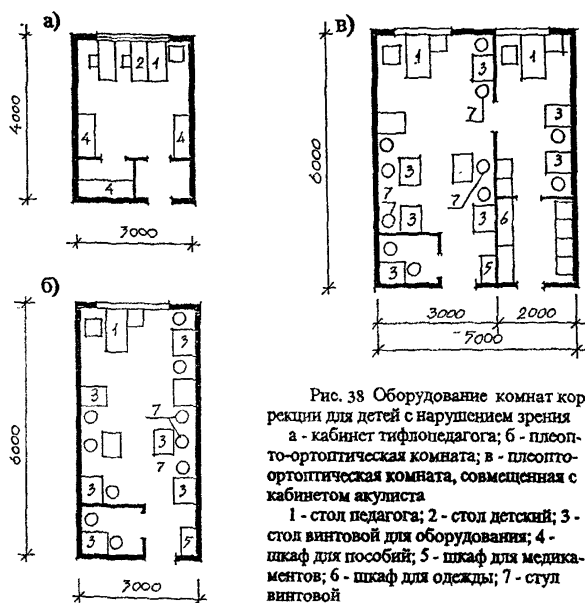 а)
2 1
4 4
4
4000
3000
б)
1
3
3
7
3 7
3 3
3 5
6000
3000
в)
1 3 1
7
3
3 3
7 7
3 3 6
3 5
6000
3000 2000
5000
Рис. 38 Оборудование комнат кор
рекции для детей с нарушением зрения
а - кабинет тифлопедагога; б - плеоп-
то-ортоптическая комната; в - плеопто-
ортоптическая комната, совмещенная с
кабинетом акулиста
1 - стол педагога; 2 - стол детский; 3 -
стол винтовой для оборудования; 4 -
шкаф для пособий; 5 - шкаф для медика-
ментов; 6 - шкаф для одежды; 7 - стул
винтовой